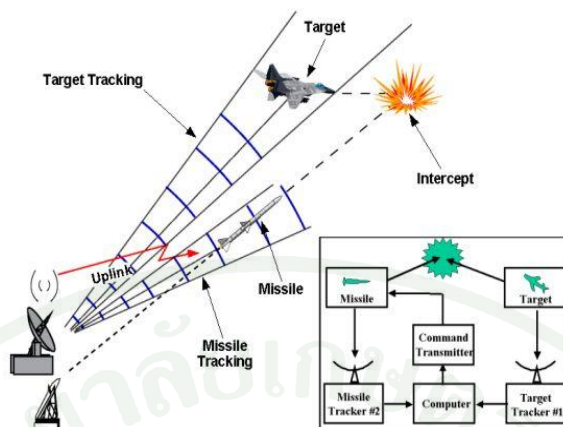 Target
Target Tracking
Intercept
Uplink
Missile
Missile
Tracking
Missile
Target
Command
Transmitter
Missile
Tracker #2
Computer
Target
Tracker #1